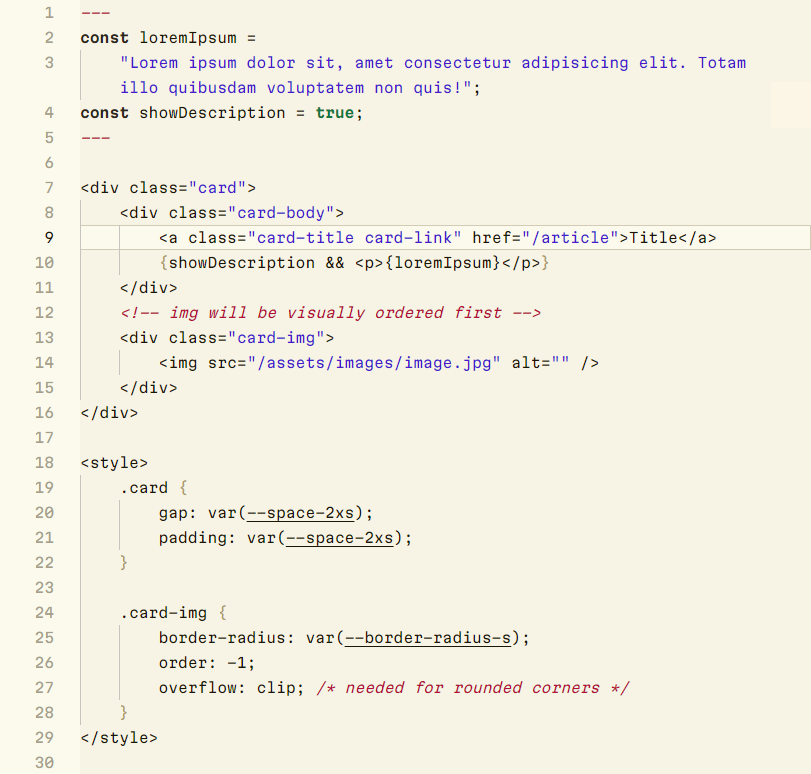 1 ---
2 const loremIpsum =
3 "Lorem ipsum dolor sit, amet consectetur adipisicing elit. Totam
illo quibusdam voluptatem non quis!";
4 const showDescription = true;
5 ---
6
7 <div class="card">
8 <div class="card-body">
9 <a class="card-title card-link" href="/article">Title</a>
10 {showDescription && <p>{loremIpsum}</p>}
11 </div>
12 <!-- img will be visually ordered first -->
13 <div class="card-img">
14 <img src="/assets/images/image.jpg" alt="" />
15 </div>
16 </div>
17
18 <style>
19 .card {
20 gap: var(--space-2xs);
21 padding: var(--space-2xs);
22 }
23
24 .card-img {
25 border-radius: var(--border-radius-s);
26 order: -1;
27 overflow: clip; /* needed for rounded corners */
28 }
29 </style>
30